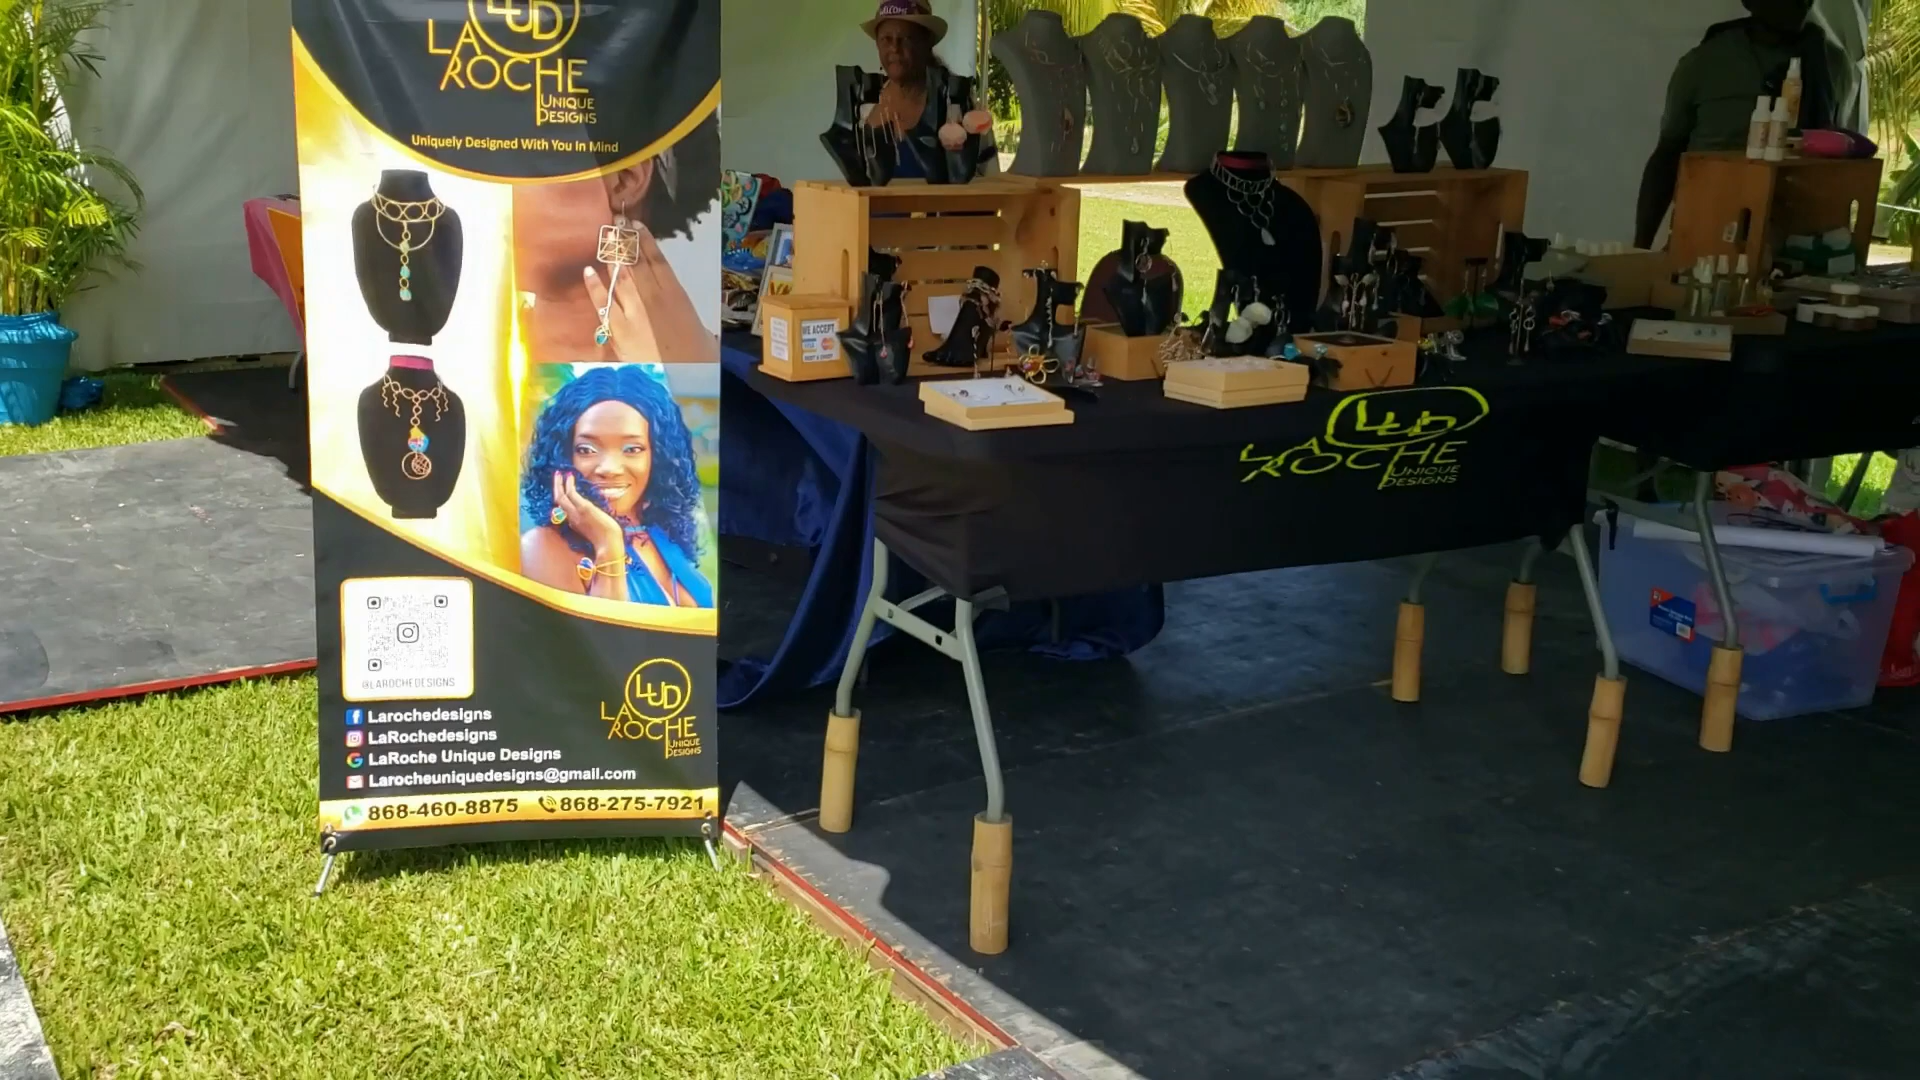 LUD
LA
ROCHE
UNIQUE
DESIGNS
Uniquely Designed With You In Mind
@LAROCHEDESIGNS
Larochedesigns
LaRochedesigns
LaRoche Unique Designs
Larocheuniquedesigns@gmail.com
868-460-8875 868-275-7921
LUD
LA
ROCHE
UNIQUE
DESIGNS
WELCOME
WE ACCEPT
LUD
LA
ROCHE
UNIQUE
DESIGNS